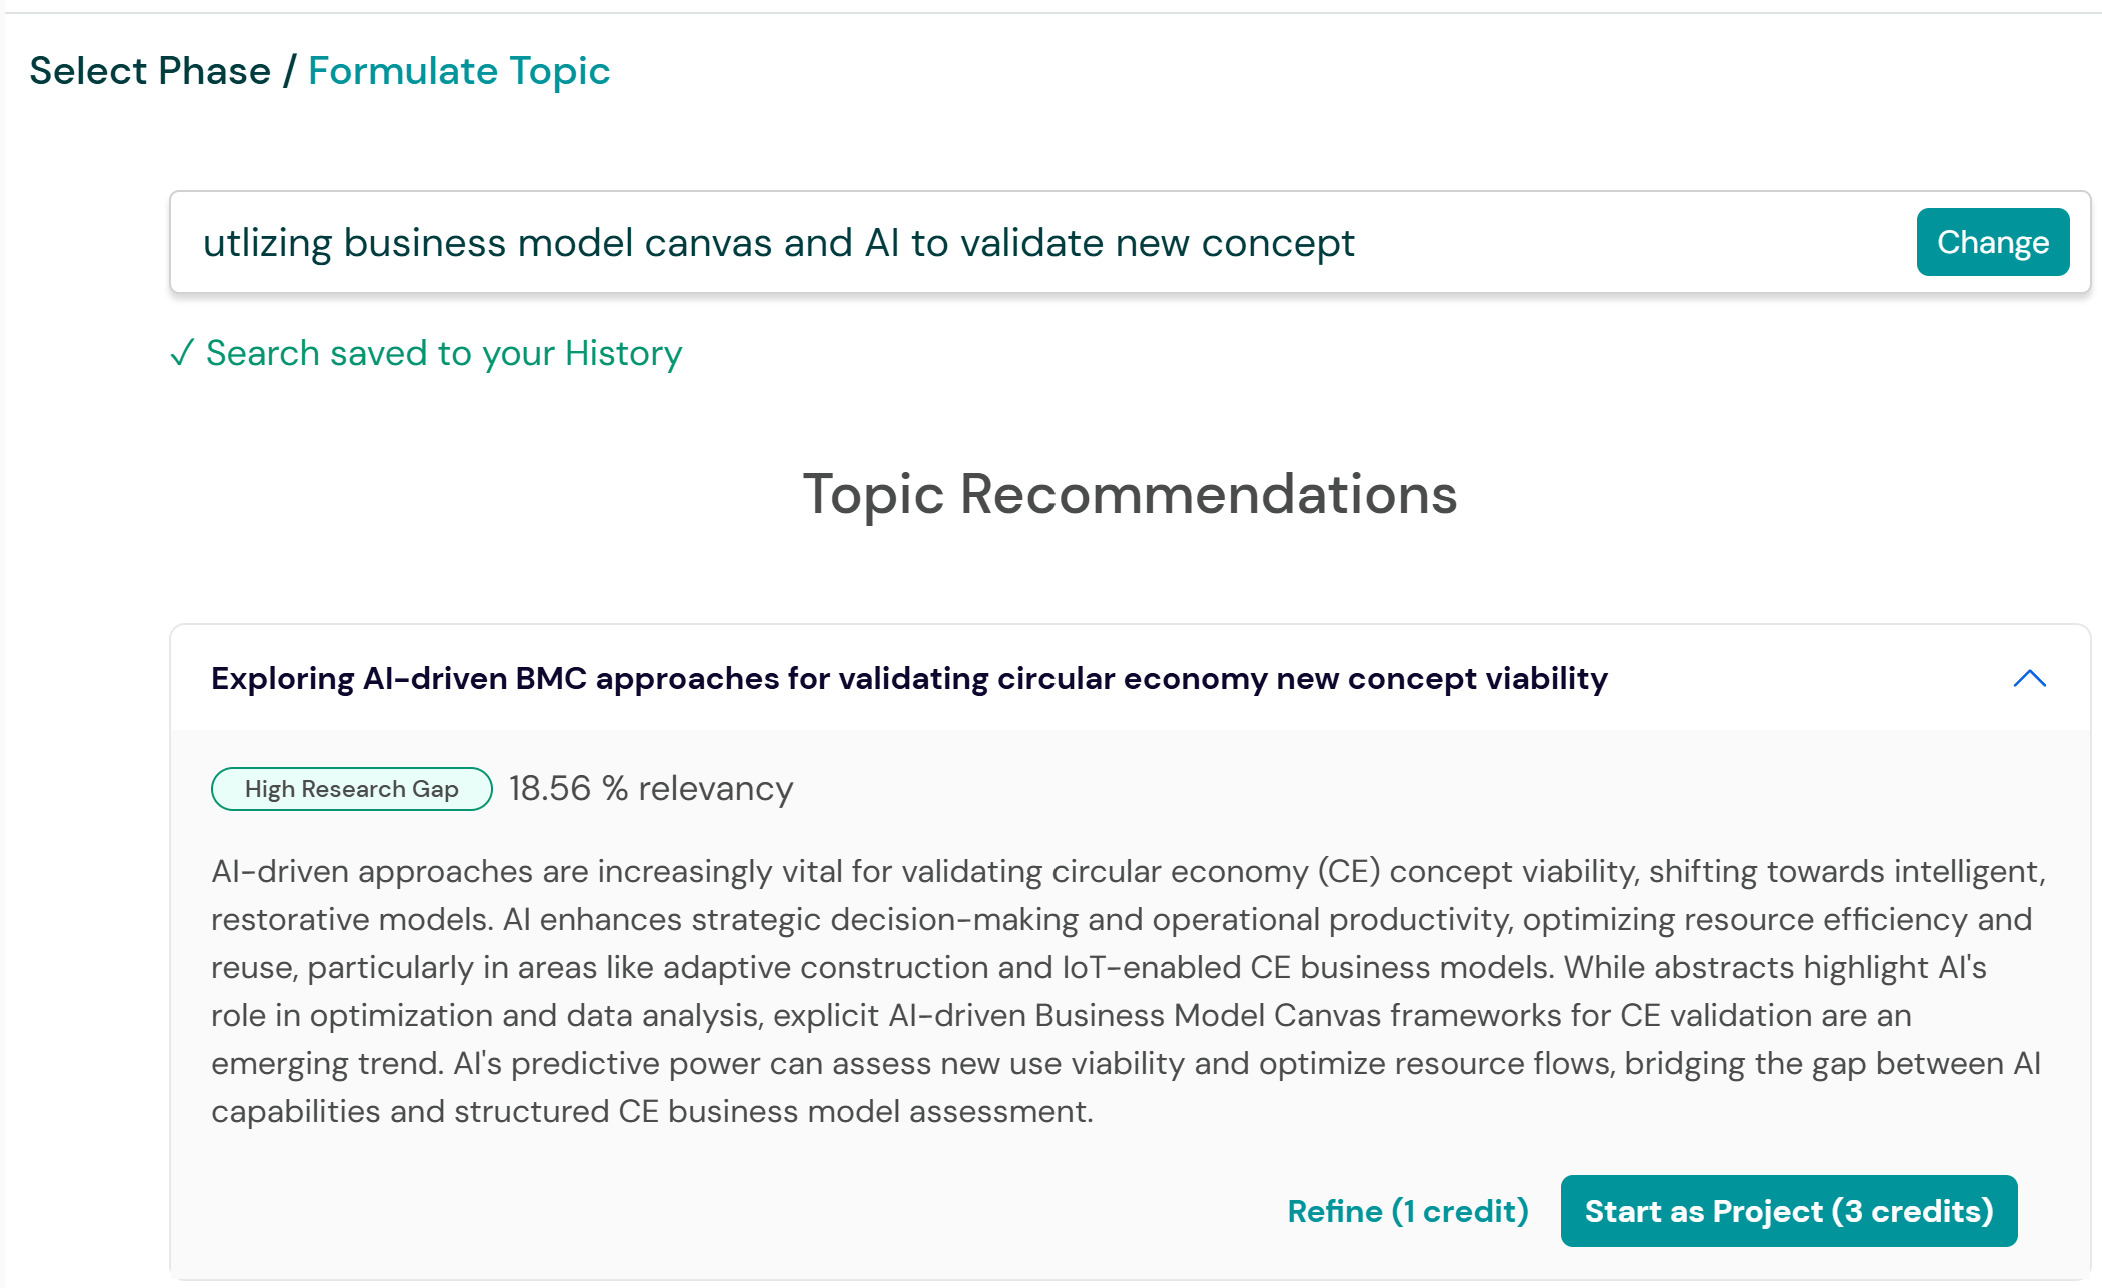 Select Phase / Formulate Topic
utlizing business model canvas and AI to validate new concept
Change
✓ Search saved to your History
Topic Recommendations
Exploring AI-driven BMC approaches for validating circular economy new concept viability
High Research Gap 18.56 % relevancy
AI-driven approaches are increasingly vital for validating circular economy (CE) concept viability, shifting towards intelligent,
restorative models. AI enhances strategic decision-making and operational productivity, optimizing resource efficiency and
reuse, particularly in areas like adaptive construction and IoT-enabled CE business models. While abstracts highlight AI's
role in optimization and data analysis, explicit AI-driven Business Model Canvas frameworks for CE validation are an
emerging trend. AI's predictive power can assess new use viability and optimize resource flows, bridging the gap between AI
capabilities and structured CE business model assessment.
Refine (1 credit)
Start as Project (3 credits)